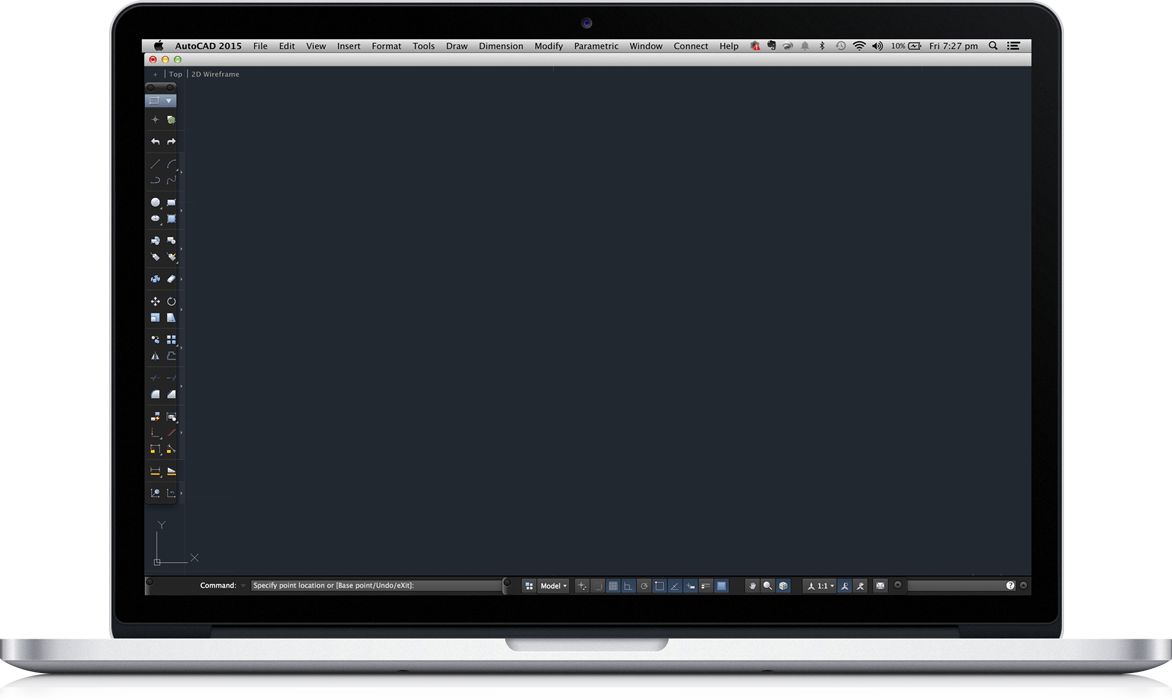 AutoCAD 2015 File Edit View Insert Format Tools Draw Dimension Modify Parametric Window Connect Help 10% Fri 7:27 pm
+ | Top | 2D Wireframe
Y
X
Command: Specify point location or [Base point/Undo/eXit]: Model 1:1